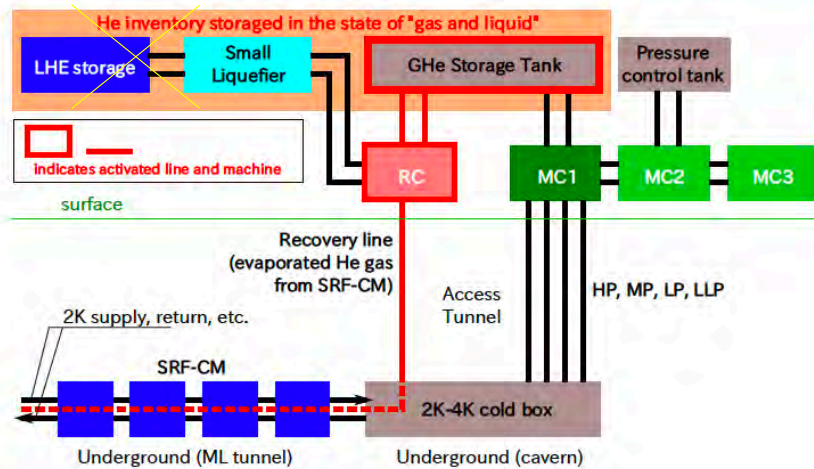 He inventory storaged in the state of "gas and liquid"
LHE storage
Small
Liquefier
GHe Storage Tank
Pressure
control tank
indicates activated line and machine
RC
MC1
MC2
MC3
surface
Recovery line
(evaporated He gas
from SRF-CM)
Access
Tunnel
HP, MP, LP, LLP
2K supply, return, etc.
SRF-CM
2K-4K cold box
Underground (ML tunnel)
Underground (cavern)